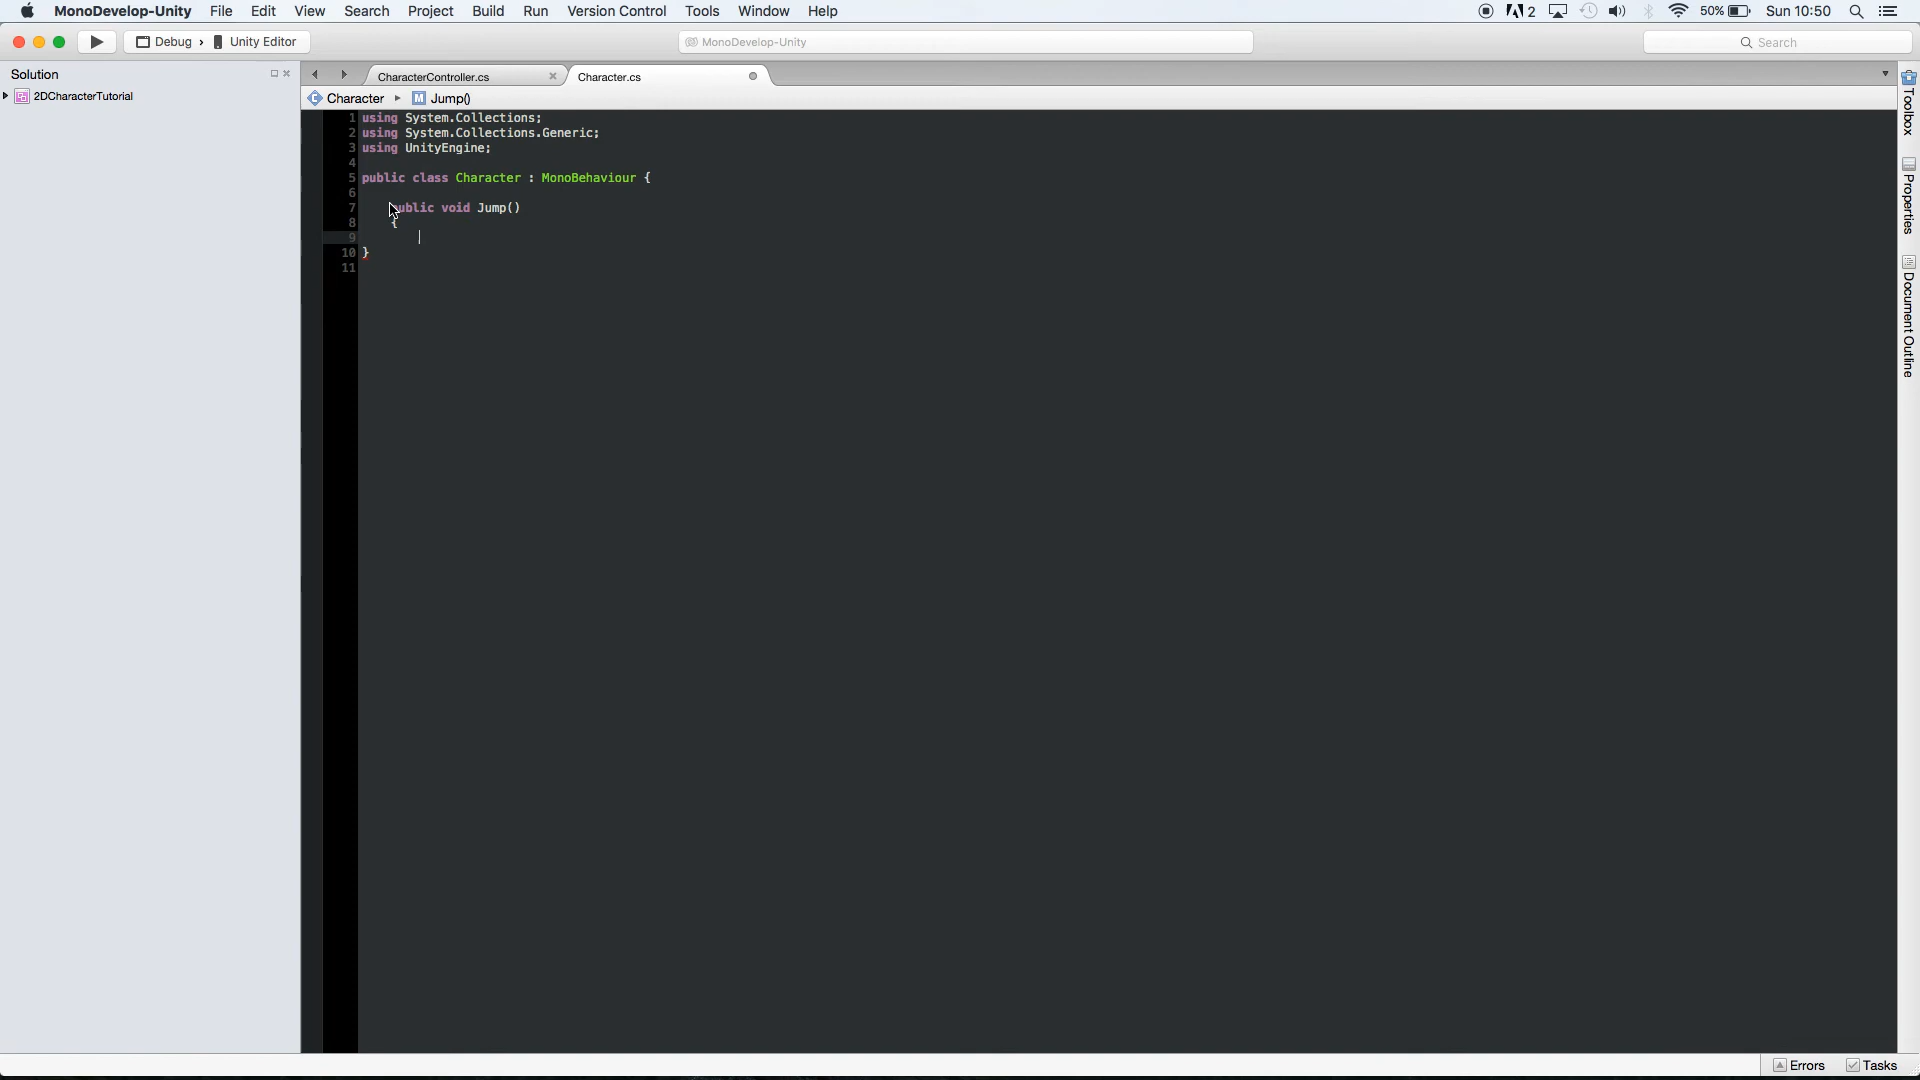 MonoDevelop-Unity File Edit View Search Project Build Run Version Control Tools Window Help 2 50% Sun 10:50
Debug › Unity Editor MonoDevelop-Unity Search
Solution CharacterController.cs Character.cs
2DCharacterTutorial Character Jump()
1 using System.Collections;
2 using System.Collections.Generic;
3 using UnityEngine;
4
5 public class Character : MonoBehaviour {
6
7 public void Jump()
8 {
9
10 }
11
Toolbox
Properties
Document Outline
Errors Tasks